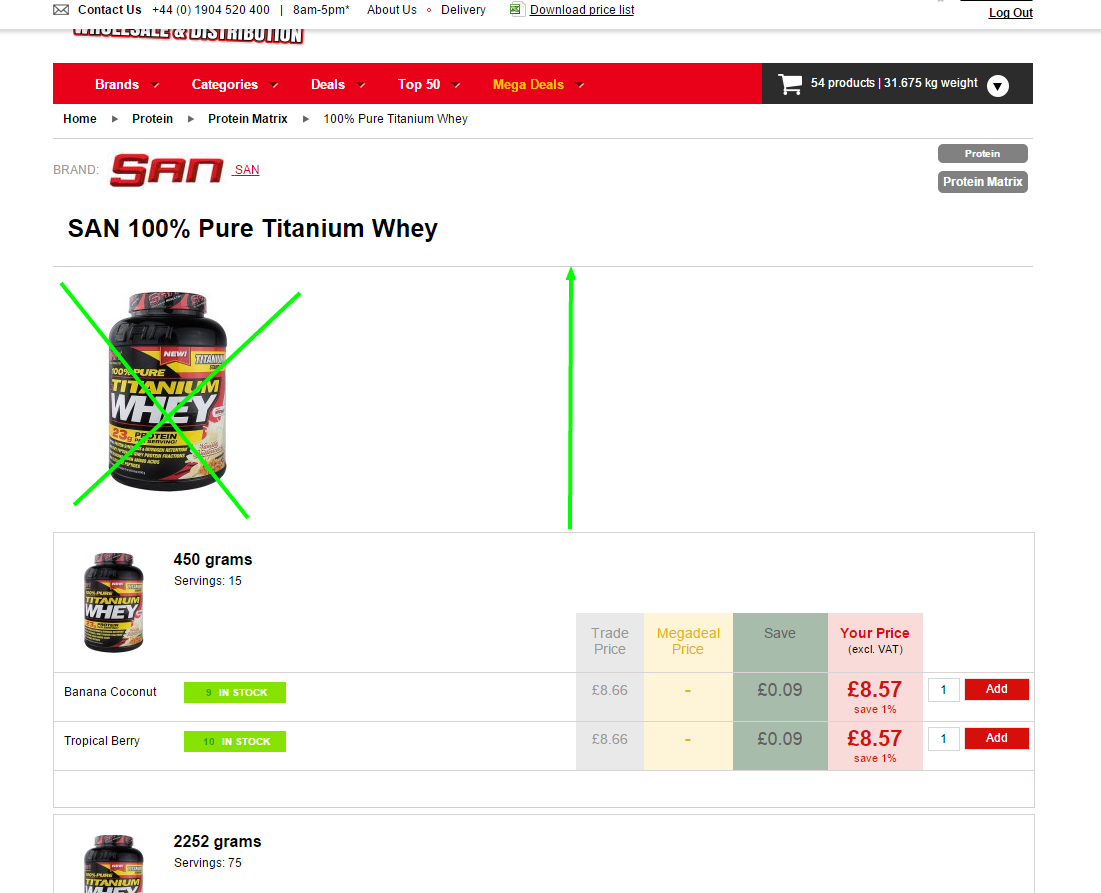 Contact Us +44 (0) 1904 520 400 | 8am-5pm* About Us Delivery Download price list
Log Out
WHOLESALE & DISTRIBUTION
Brands Categories Deals Top 50 Mega Deals 54 products | 31.675 kg weight
Home Protein Protein Matrix 100% Pure Titanium Whey
BRAND: SAN SAN
Protein
Protein Matrix
SAN 100% Pure Titanium Whey
NEW! TITANIUM
100% PURE
TITANIUM
WHEY
23g PROTEIN
PER SERVING!
450 grams
Servings: 15
100% PURE
TITANIUM
WHEY
Trade Price
Megadeal Price
Save
Your Price
(excl. VAT)
Banana Coconut 9 IN STOCK £8.66 - £0.09 £8.57 1 Add
save 1%
Tropical Berry 10 IN STOCK £8.66 - £0.09 £8.57 1 Add
save 1%
2252 grams
Servings: 75
100% PURE
TITANIUM